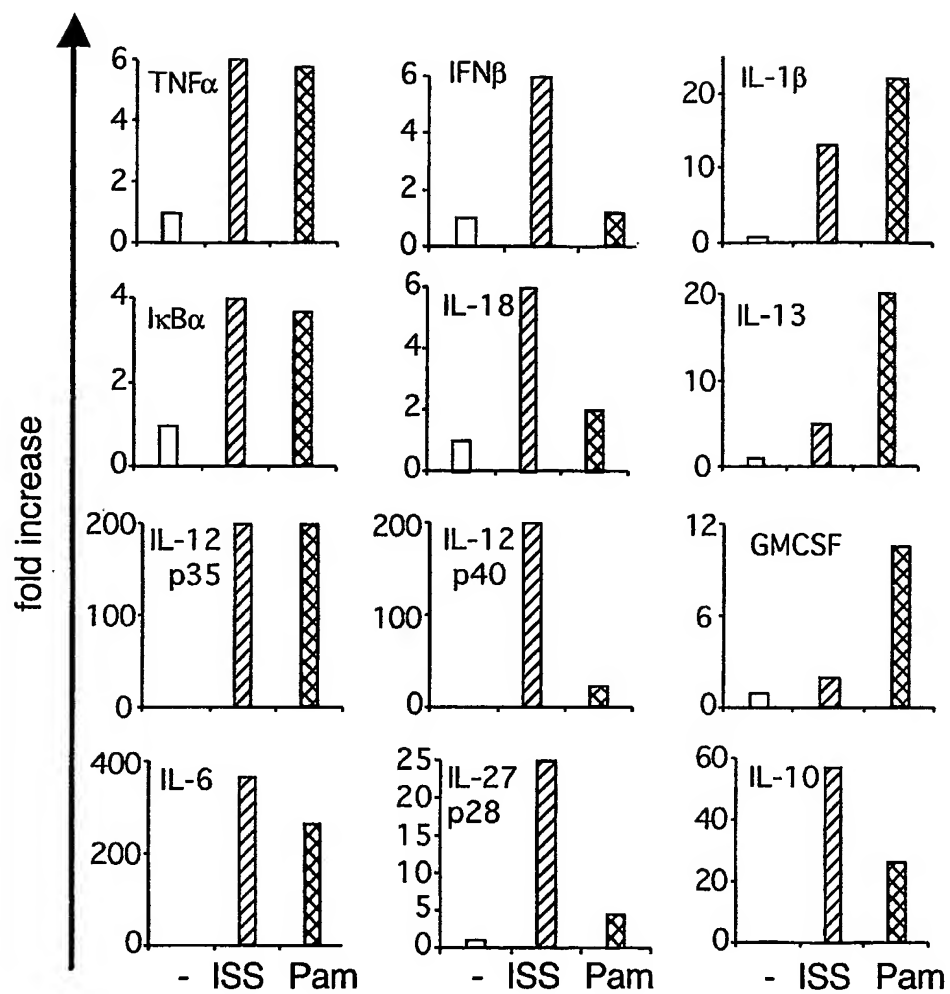 fold increase
6
4
2
0
TNFα
6
4
2
0
IFNβ
20
10
0
IL-1β
4
2
0
IκBα
6
4
2
0
IL-18
20
10
0
IL-13
200
100
0
IL-12
p35
200
100
0
IL-12
p40
12
6
0
GMCSF
400
200
0
IL-6
25
20
15
10
5
0
IL-27
p28
60
40
20
0
IL-10
- ISS Pam
- ISS Pam
- ISS Pam